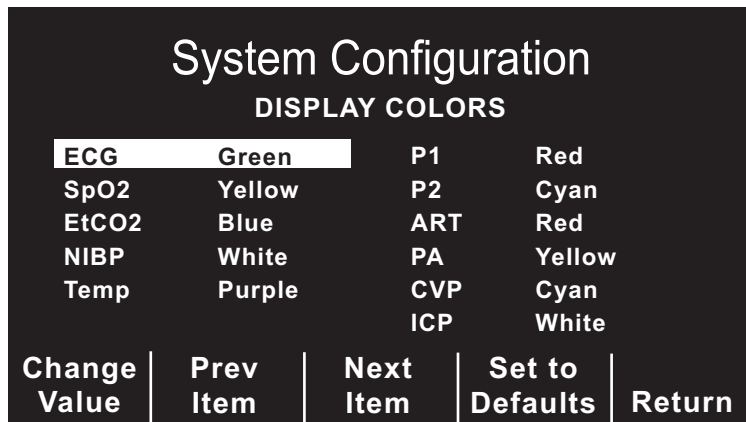 System Configuration
DISPLAY COLORS
ECG Green P1 Red
SpO2 Yellow P2 Cyan
EtCO2 Blue ART Red
NIBP White PA Yellow
Temp Purple CVP Cyan
ICP White
Change Prev Next Set to
Value Item Item Defaults Return